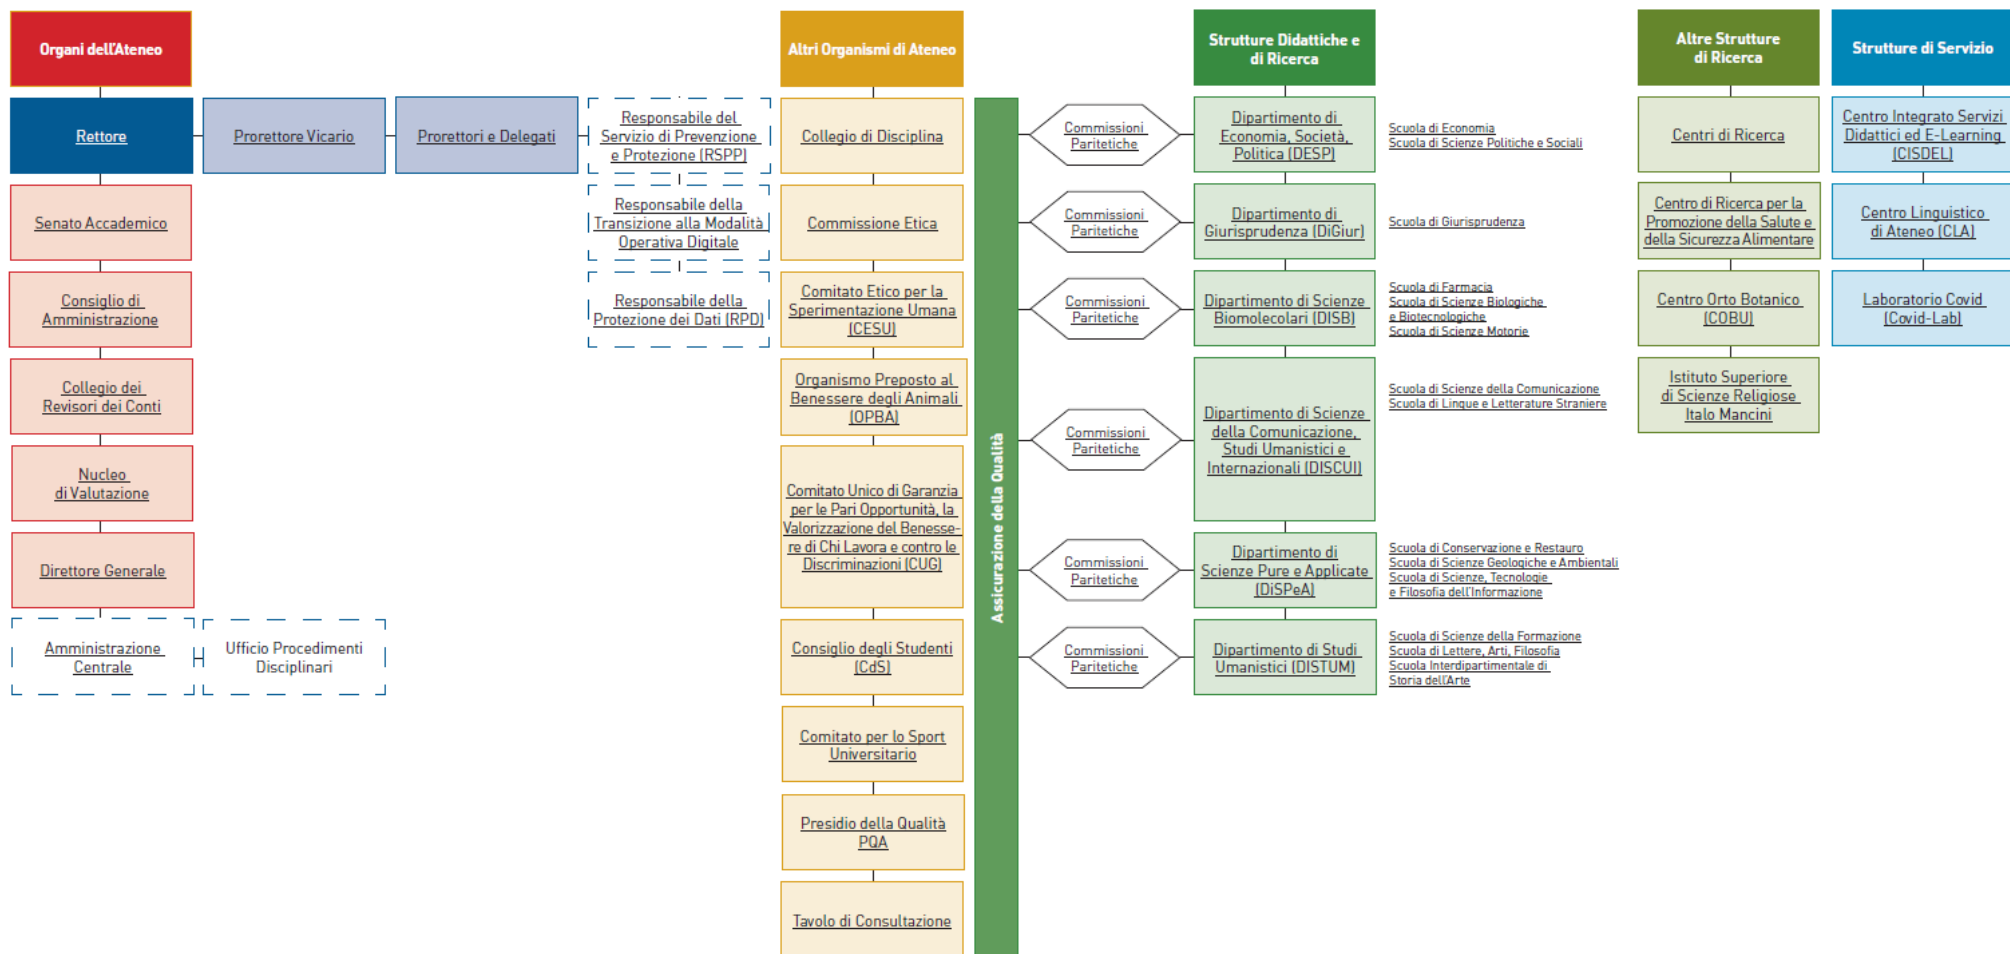 Organi dell'Ateneo
Rettore
Prorettore Vicario
Prorettori e Delegati
Responsabile del
Servizio di Prevenzione
e Protezione (RSPP)
Responsabile della
Transizione alla Modalità
Operativa Digitale
Responsabile della
Protezione dei Dati (RPD)
Senato Accademico
Consiglio di
Amministrazione
Collegio dei
Revisori dei Conti
Nucleo
di Valutazione
Direttore Generale
Amministrazione
Centrale
Ufficio Procedimenti
Disciplinari
Altri Organismi di Ateneo
Collegio di Disciplina
Commissione Etica
Comitato Etico per la
Sperimentazione Umana
(CESU)
Organismo Preposto al
Benessere degli Animali
(OPBA)
Comitato Unico di Garanzia
per le Pari Opportunità, la
Valorizzazione del Benesse-
re di Chi Lavora e contro le
Discriminazioni (CUG)
Consiglio degli Studenti
(CdS)
Comitato per lo Sport
Universitario
Presidio della Qualità
PQA
Tavolo di Consultazione
Assicurazione della Qualità
Strutture Didattiche e
di Ricerca
Commissioni
Paritetiche
Dipartimento di
Economia, Società,
Politica (DESP)
Scuola di Economia
Scuola di Scienze Politiche e Sociali
Commissioni
Paritetiche
Dipartimento di
Giurisprudenza (DiGiur)
Scuola di Giurisprudenza
Commissioni
Paritetiche
Dipartimento di Scienze
Biomolecolari (DISB)
Scuola di Farmacia
Scuola di Scienze Biologiche
e Biotecnologiche
Scuola di Scienze Motorie
Commissioni
Paritetiche
Dipartimento di Scienze
della Comunicazione,
Studi Umanistici e
Internazionali (DISCUI)
Scuola di Scienze della Comunicazione
Scuola di Lingue e Letterature Straniere
Commissioni
Paritetiche
Dipartimento di
Scienze Pure e Applicate
(DiSPeA)
Scuola di Conservazione e Restauro
Scuola di Scienze Geologiche e Ambientali
Scuola di Scienze, Tecnologie
e Filosofia dell'Informazione
Commissioni
Paritetiche
Dipartimento di Studi
Umanistici (DISTUM)
Scuola di Scienze della Formazione
Scuola di Lettere, Arti, Filosofia
Scuola Interdipartimentale di
Storia dell'Arte
Altre Strutture
di Ricerca
Centri di Ricerca
Centro di Ricerca per la
Promozione della Salute e
della Sicurezza Alimentare
Centro Orto Botanico
(COBU)
Istituto Superiore
di Scienze Religiose
Italo Mancini
Strutture di Servizio
Centro Integrato Servizi
Didattici ed E-Learning
(CISDEL)
Centro Linguistico
di Ateneo (CLA)
Laboratorio Covid
(Covid-Lab)